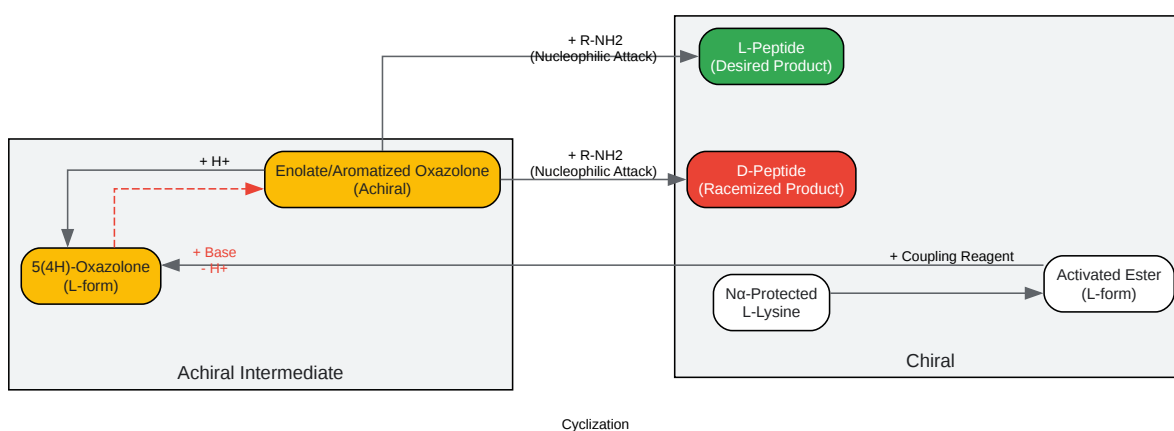 + R-NH2
(Nucleophilic Attack)
L-Peptide
(Desired Product)
+ H+
Enolate/Aromatized Oxazolone
(Achiral)
+ R-NH2
(Nucleophilic Attack)
D-Peptide
(Racemized Product)
5(4H)-Oxazolone
(L-form)
+ Base
- H+
+ Coupling Reagent
Nα-Protected
L-Lysine
Activated Ester
(L-form)
Achiral Intermediate
Chiral
Cyclization